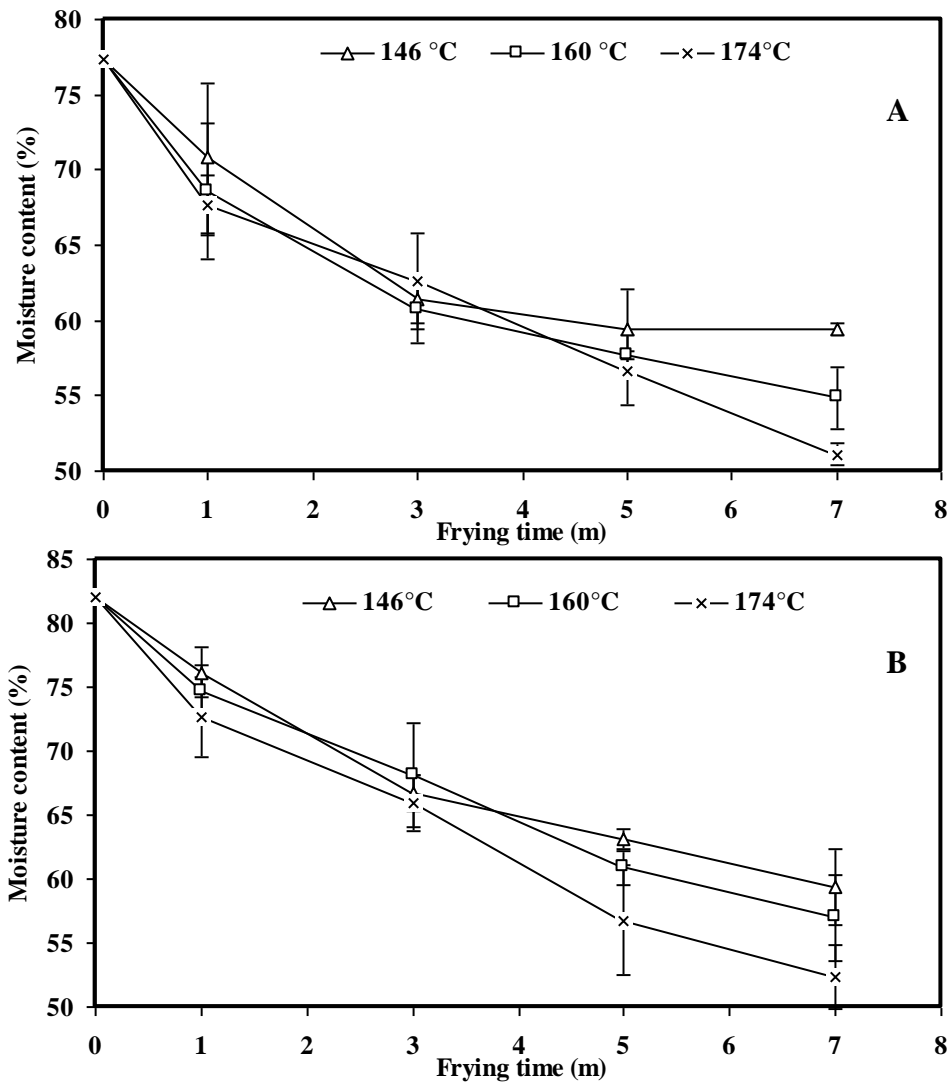 80
75
70
65
60
55
50
Moisture content (%)
146 °C
160 °C
174°C
A
0 1 2 3 4 5 6 7 8
Frying time (m)
85
80
75
70
65
60
55
50
Moisture content (%)
146°C
160°C
174°C
B
0 1 2 3 4 5 6 7 8
Frying time (m)